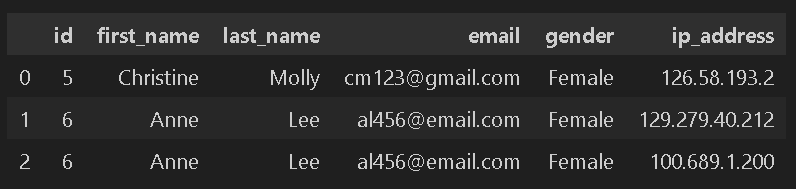 id first_name last_name email gender ip_address
0 5 Christine Molly cm123@gmail.com Female 126.58.193.2
1 6 Anne Lee al456@email.com Female 129.279.40.212
2 6 Anne Lee al456@email.com Female 100.689.1.200